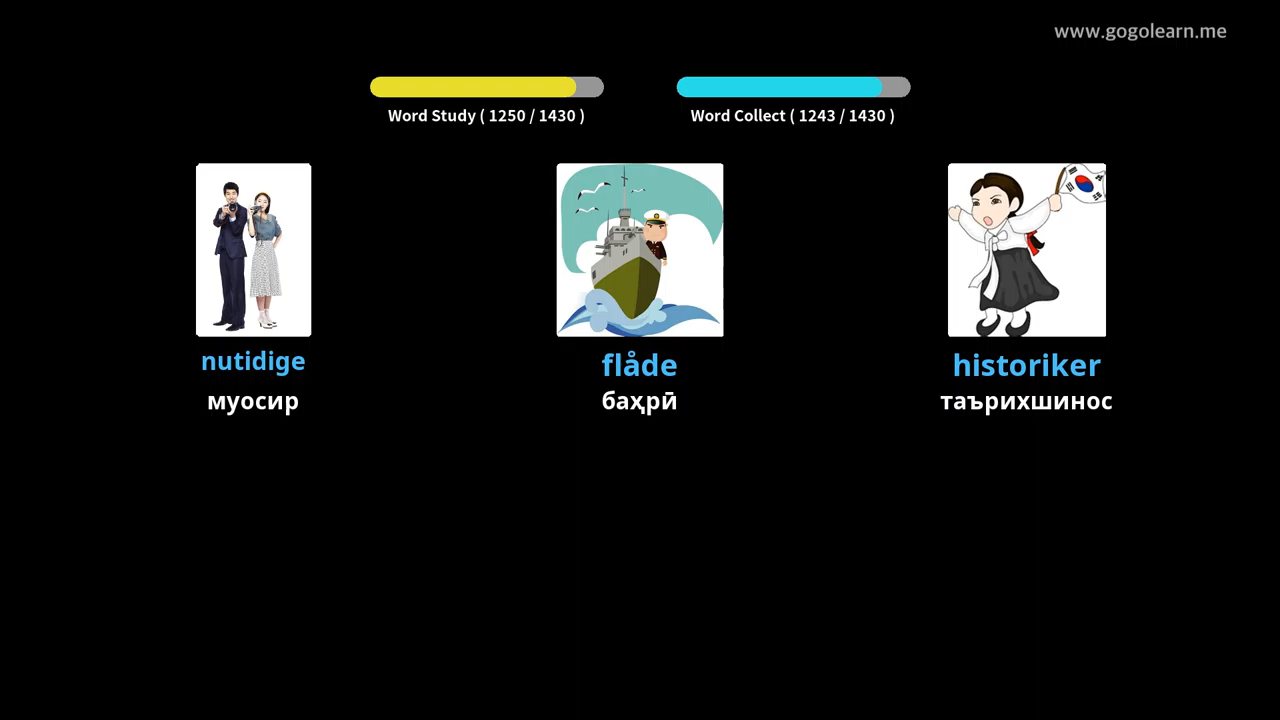 www.gogolearn.me
Word Study ( 1250 / 1430 )
Word Collect ( 1243 / 1430 )
nutidige
flåde
historiker
муосир
баҳрӣ
таърихшинос